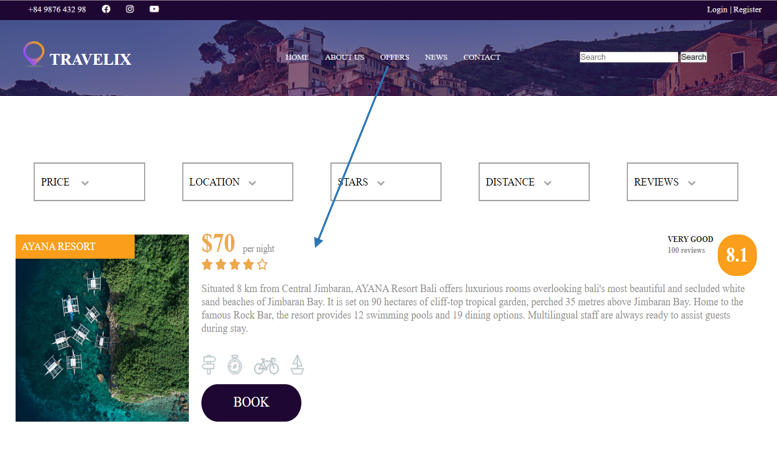 +84 9876 432 98
Login | Register
TRAVELIX
HOME ABOUT US OFFERS NEWS CONTACT
Search Search
PRICE LOCATION STARS DISTANCE REVIEWS
AYANA RESORT
$70 per night
VERY GOOD
100 reviews
8.1
Situated 8 km from Central Jimbaran, AYANA Resort Bali offers luxurious rooms overlooking bali's most beautiful and secluded white
sand beaches of Jimbaran Bay. It is set on 90 hectares of cliff-top tropical garden, perched 35 metres above Jimbaran Bay. Home to the
famous Rock Bar, the resort provides 12 swimming pools and 19 dining options. Multilingual staff are always ready to assist guests
during stay.
BOOK